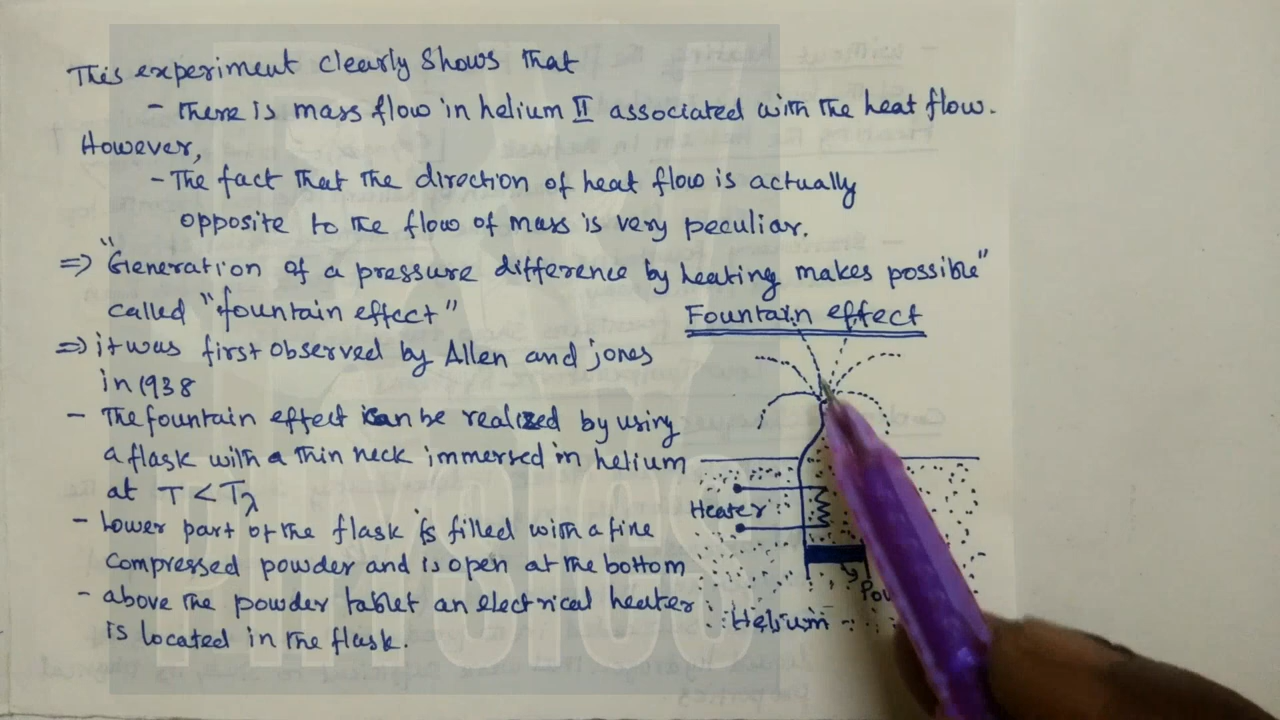 This experiment clearly shows that
- There is mass flow in helium II associated with the heat flow.
However,
- The fact that the direction of heat flow is actually
opposite to the flow of mass is very peculiar.
⇒ "Generation of a pressure difference by heating makes possible"
called "fountain effect"
Fountain effect
⇒ it was first observed by Allen and jones
in 1938
- The fountain effect can be realized by using
a flask with a thin neck immersed in helium
at T < Tλ
- Lower part of the flask is filled with a fine
compressed powder and is open at the bottom
- above the powder tablet an electrical heater
is located in the flask.
Heater
Helium
PHYSICS